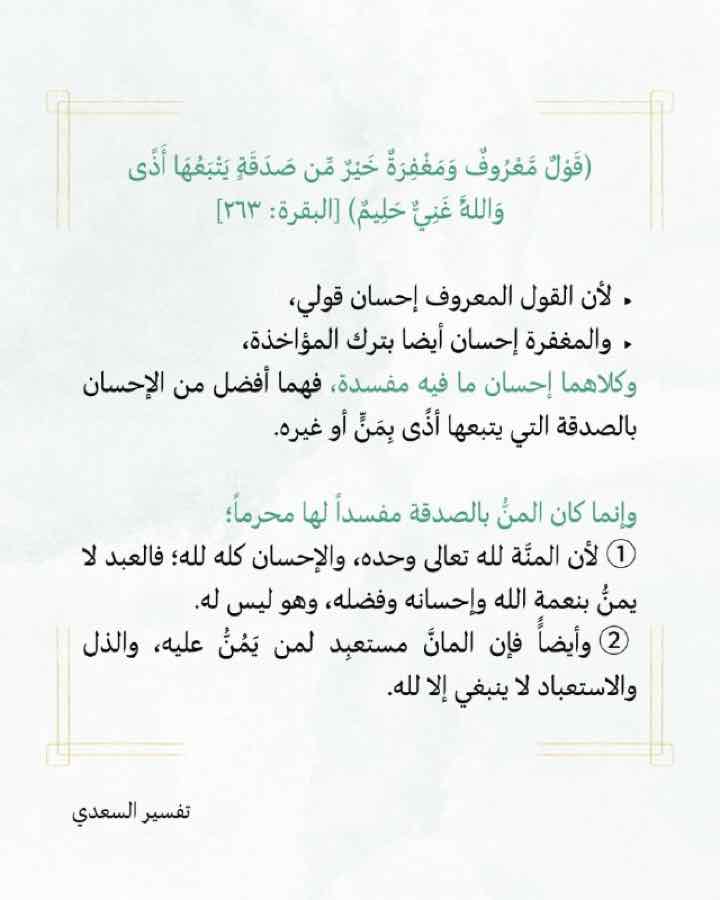 (قَوْلٌ مَّعْرُوفٌ وَمَغْفِرَةٌ خَيْرٌ مِّن صَدَقَةٍ يَتْبَعُهَا أَذًى
وَاللهُ غَنِيٌّ حَلِيمٌ) [البقرة: ٢٦٣]
‣ لأن القول المعروف إحسان قولي،
‣ والمغفرة إحسان أيضا بترك المؤاخذة،
وكلاهما إحسان ما فيه مفسدة، فهما أفضل من الإحسان
بالصدقة التي يتبعها أذًى بِمَنٍّ أو غيره.
وإنما كان المنُّ بالصدقة مفسداً لها محرماً؛
① لأن المنَّة لله تعالى وحده، والإحسان كله لله؛ فالعبد لا
يمنُّ بنعمة الله وإحسانه وفضله، وهو ليس له.
② وأيضاً فإن المانَّ مستعبِد لمن يَمُنُّ عليه، والذل
والاستعباد لا ينبغي إلا لله.
تفسير السعدي